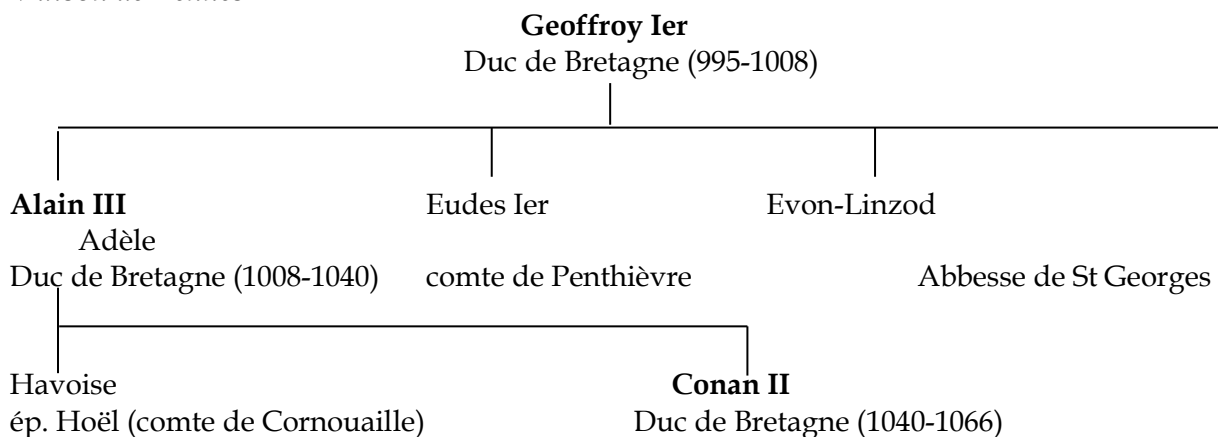 Geoffroy Ier
Duc de Bretagne (995-1008)
Alain III Eudes Ier Evon-Linzod
Adèle
Duc de Bretagne (1008-1040) comte de Penthièvre Abbesse de St Georges
Havoise Conan II
ép. Hoël (comte de Cornouaille) Duc de Bretagne (1040-1066)